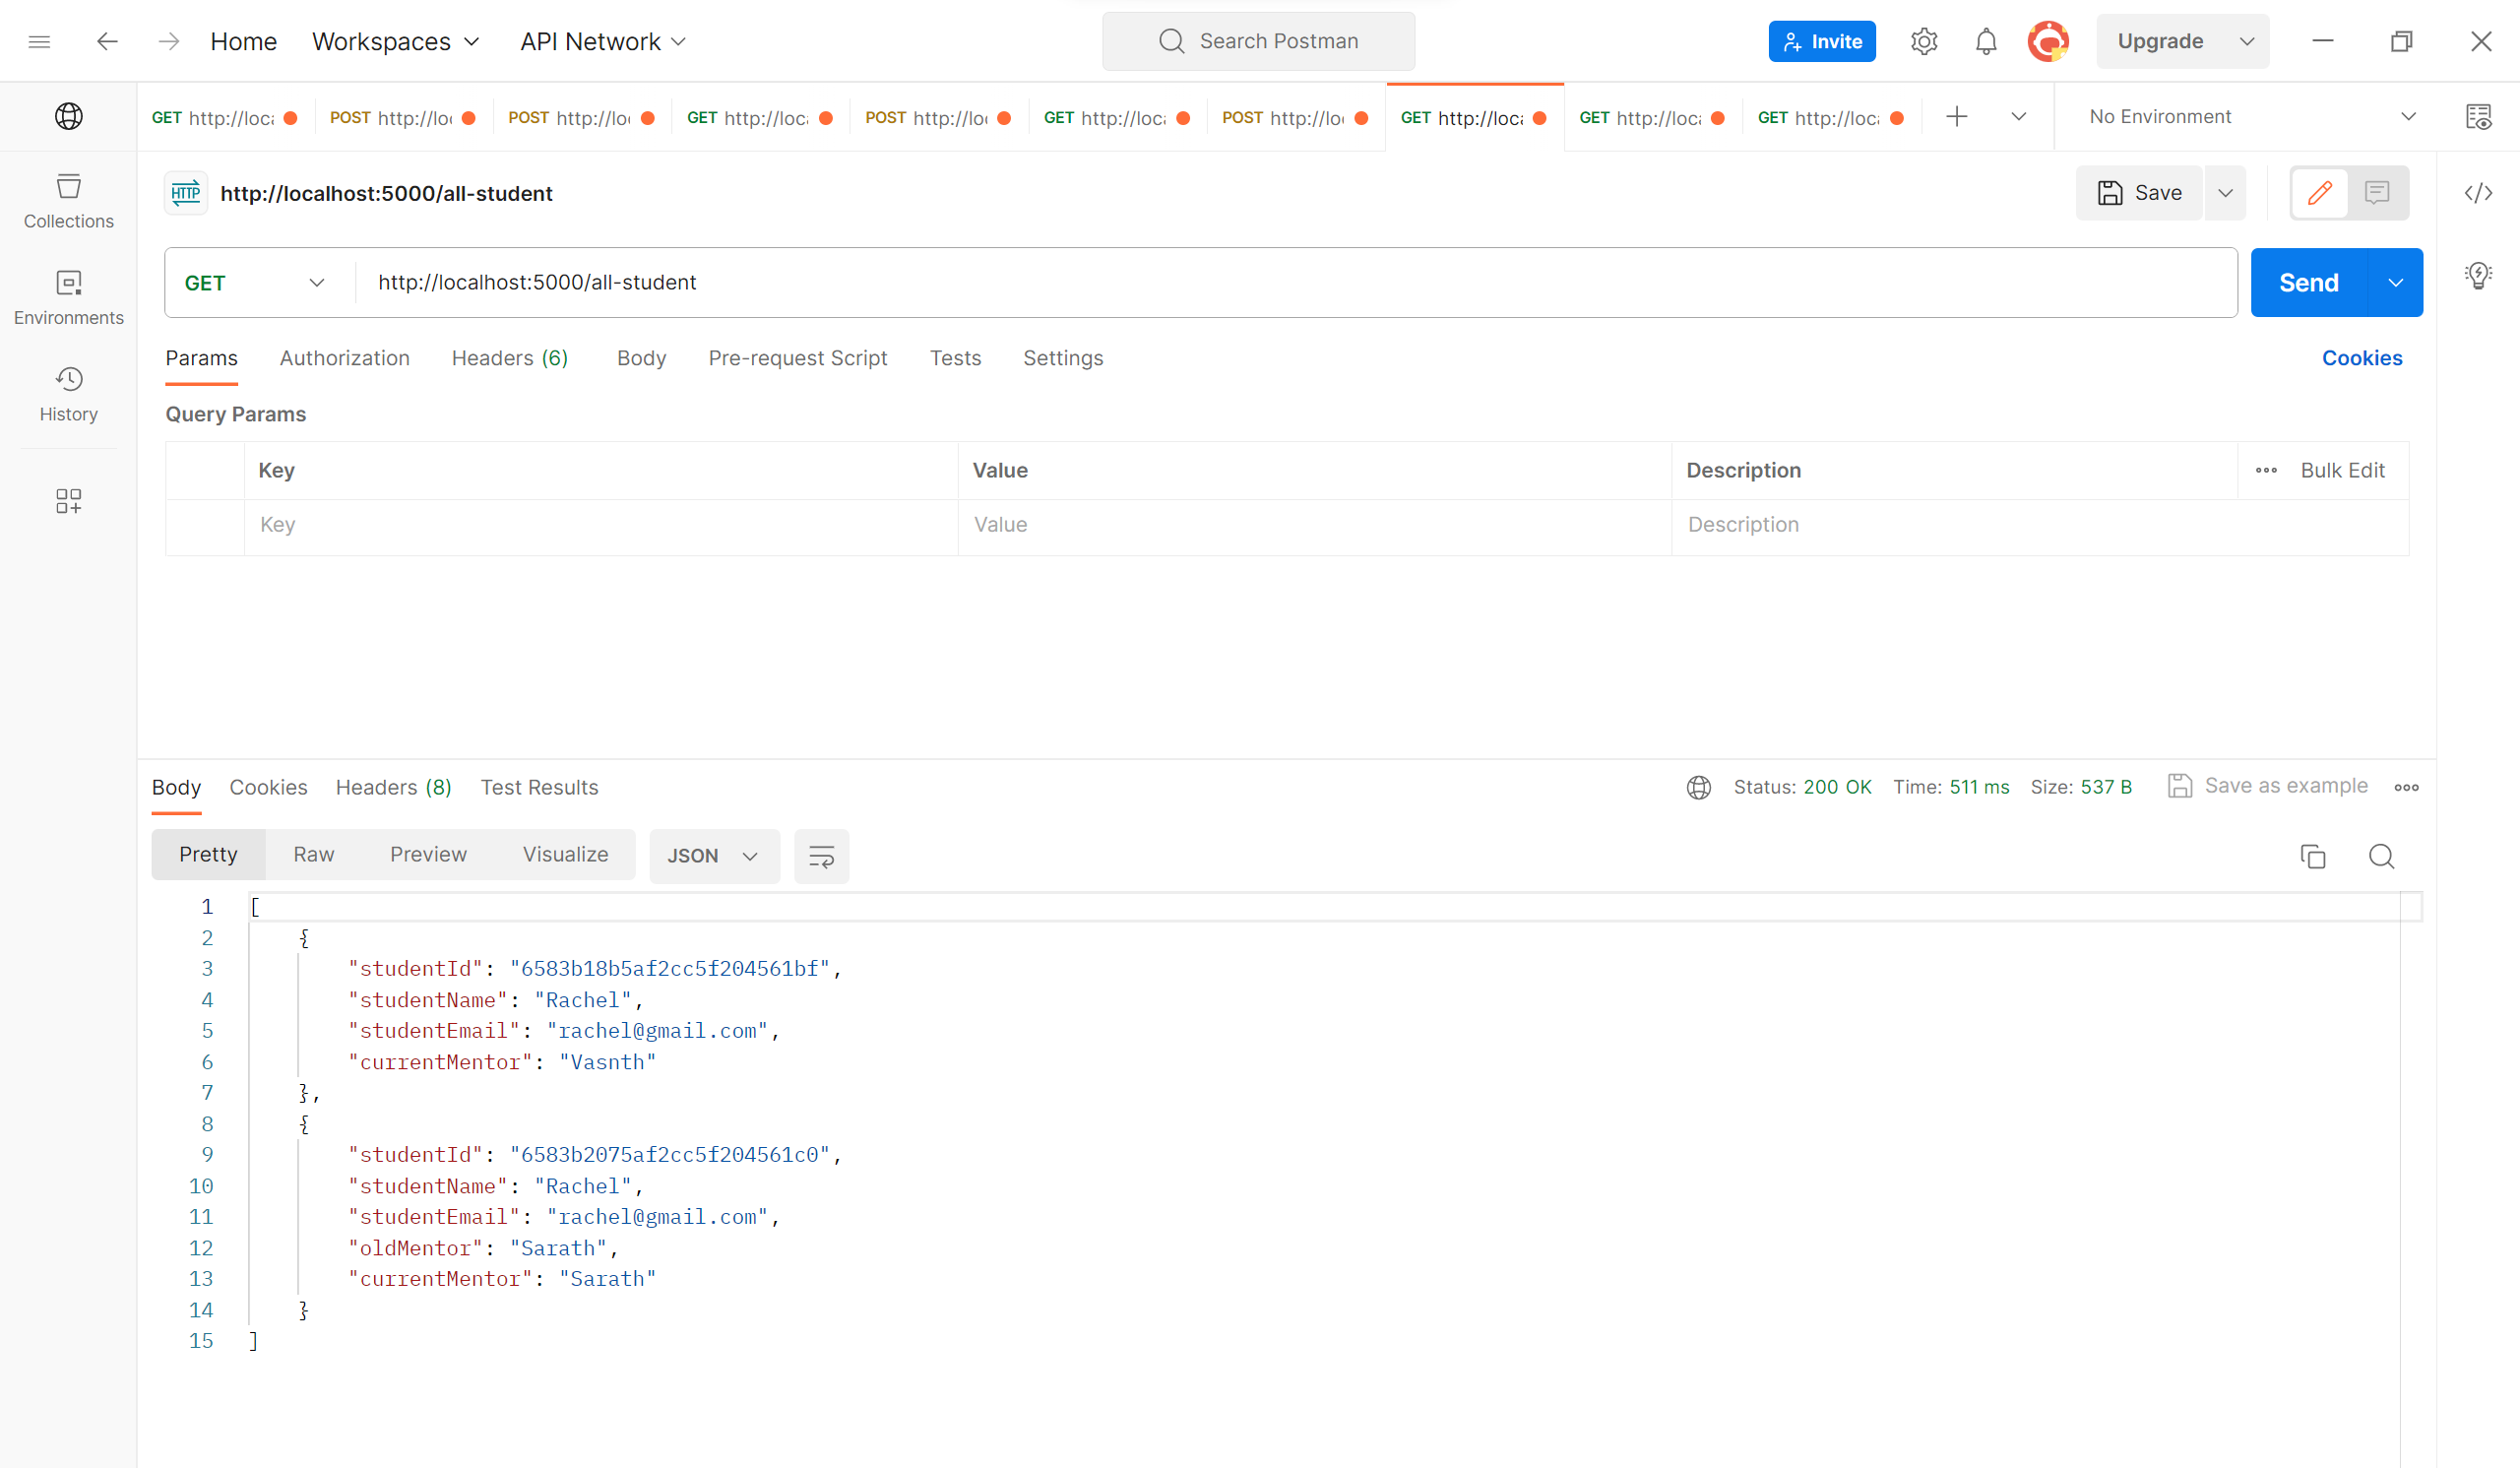 Home Workspaces API Network Search Postman Invite Upgrade
GET http://loc POST http://lo POST http://lo GET http://loc POST http://lo GET http://loc POST http://lo GET http://loc GET http://loc GET http://loc No Environment
HTTP http://localhost:5000/all-student Save
Collections
GET http://localhost:5000/all-student Send
Environments
Params Authorization Headers (6) Body Pre-request Script Tests Settings Cookies
History
Query Params
Key Value Description Bulk Edit
Key Value Description
Body Cookies Headers (8) Test Results Status: 200 OK Time: 511 ms Size: 537 B Save as example
Pretty Raw Preview Visualize JSON
1 [
2 {
3 "studentId": "6583b18b5af2cc5f204561bf",
4 "studentName": "Rachel",
5 "studentEmail": "rachel@gmail.com",
6 "currentMentor": "Vasnth"
7 },
8 {
9 "studentId": "6583b2075af2cc5f204561c0",
10 "studentName": "Rachel",
11 "studentEmail": "rachel@gmail.com",
12 "oldMentor": "Sarath",
13 "currentMentor": "Sarath"
14 }
15 ]